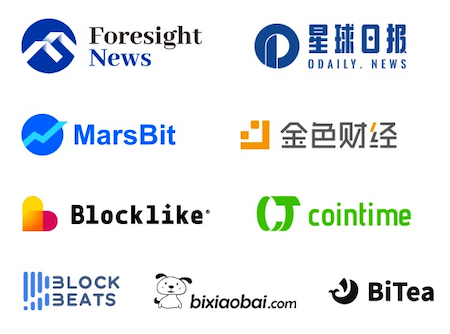 Foresight
News
星球日报
ODAILY. NEWS
MarsBit
金色财经
Blocklike®
cointime
BLOCK
BEATS
bixiaobai.com
BiTea